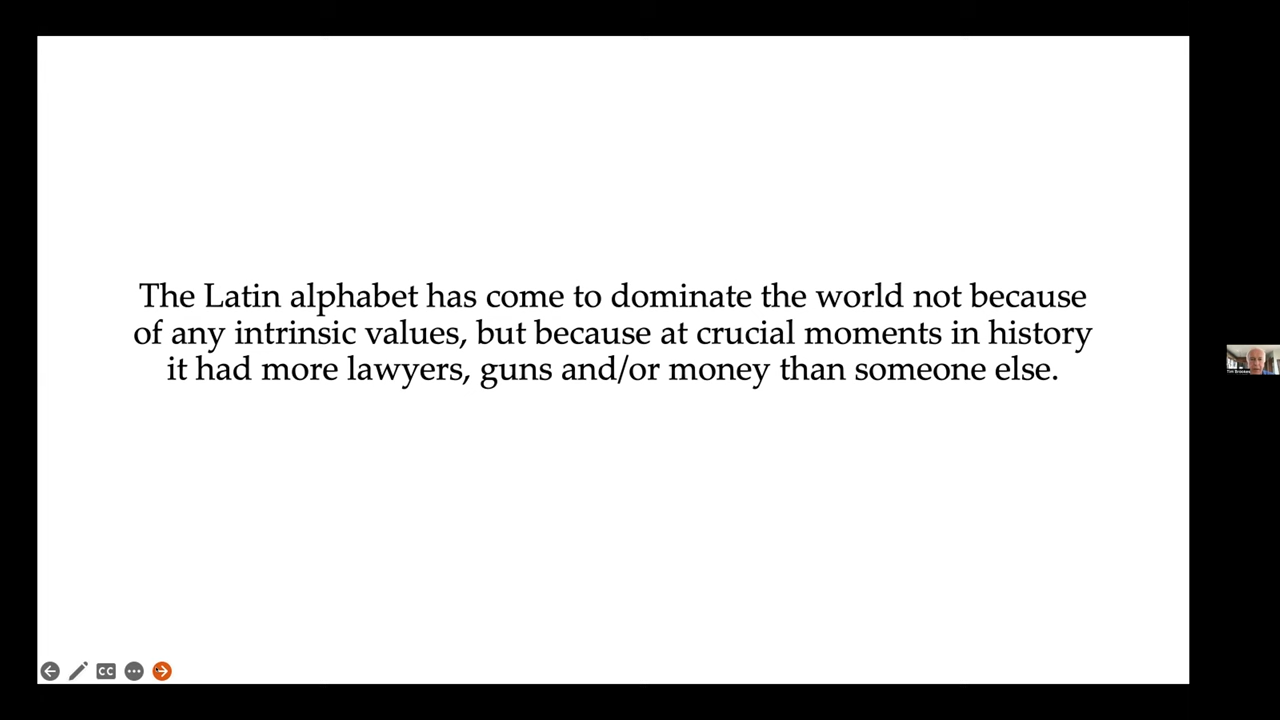 The Latin alphabet has come to dominate the world not because
of any intrinsic values, but because at crucial moments in history
it had more lawyers, guns and/or money than someone else.
CC